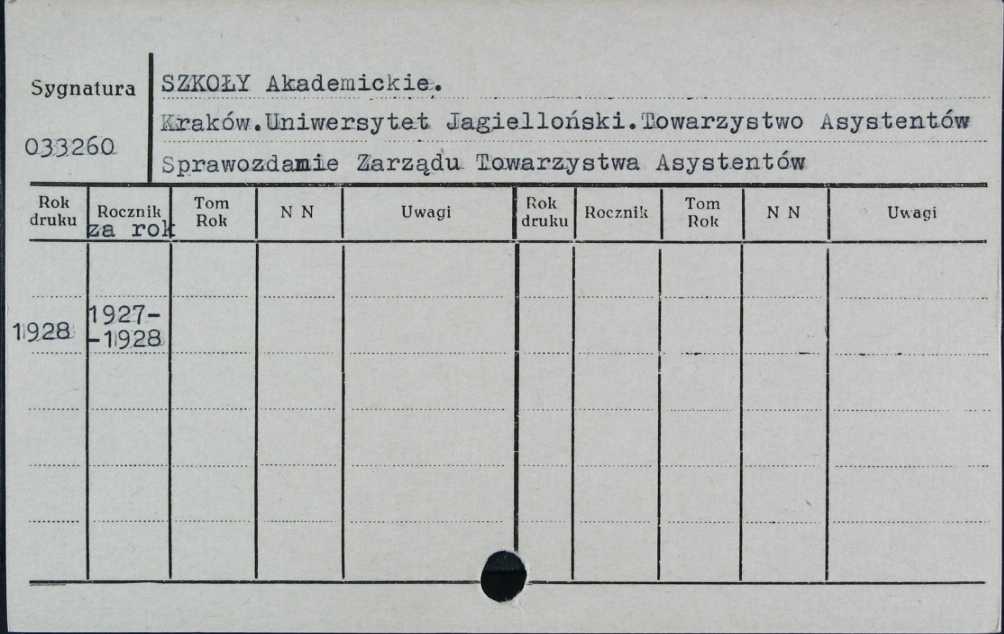 Sygnatura
033260
SZKOŁY Akademickie.
Kraków.Uniwersytet Jagielloński.Towarzystwo Asystentów
Sprawozdanie Zarządu Towarzystwa Asystentów
Rok druku Rocznik za rok Tom Rok N N Uwagi Rok druku Rocznik Tom Rok N N Uwagi
1928 1927-
-1928